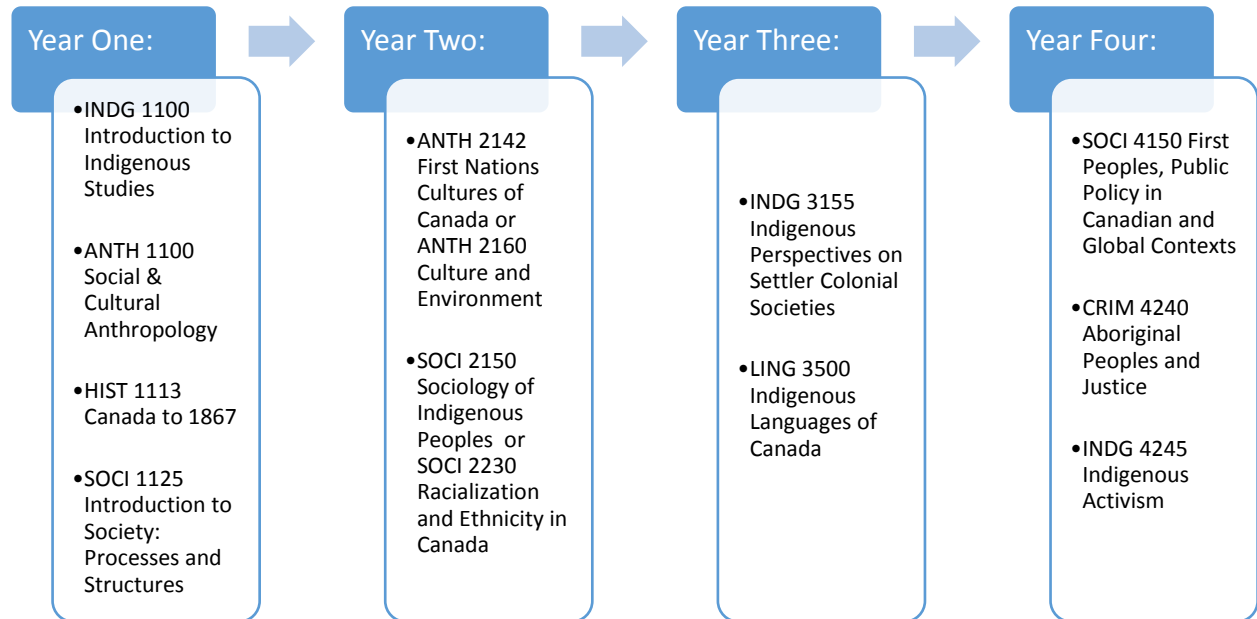 Year One:
•INDG 1100
Introduction to
Indigenous
Studies
•ANTH 1100
Social &
Cultural
Anthropology
•HIST 1113
Canada to 1867
•SOCI 1125
Introduction to
Society:
Processes and
Structures
Year Two:
•ANTH 2142
First Nations
Cultures of
Canada or
ANTH 2160
Culture and
Environment
•SOCI 2150
Sociology of
Indigenous
Peoples or
SOCI 2230
Racialization
and Ethnicity in
Canada
Year Three:
•INDG 3155
Indigenous
Perspectives on
Settler Colonial
Societies
•LING 3500
Indigenous
Languages of
Canada
Year Four:
•SOCI 4150 First
Peoples, Public
Policy in
Canadian and
Global Contexts
•CRIM 4240
Aboriginal
Peoples and
Justice
•INDG 4245
Indigenous
Activism